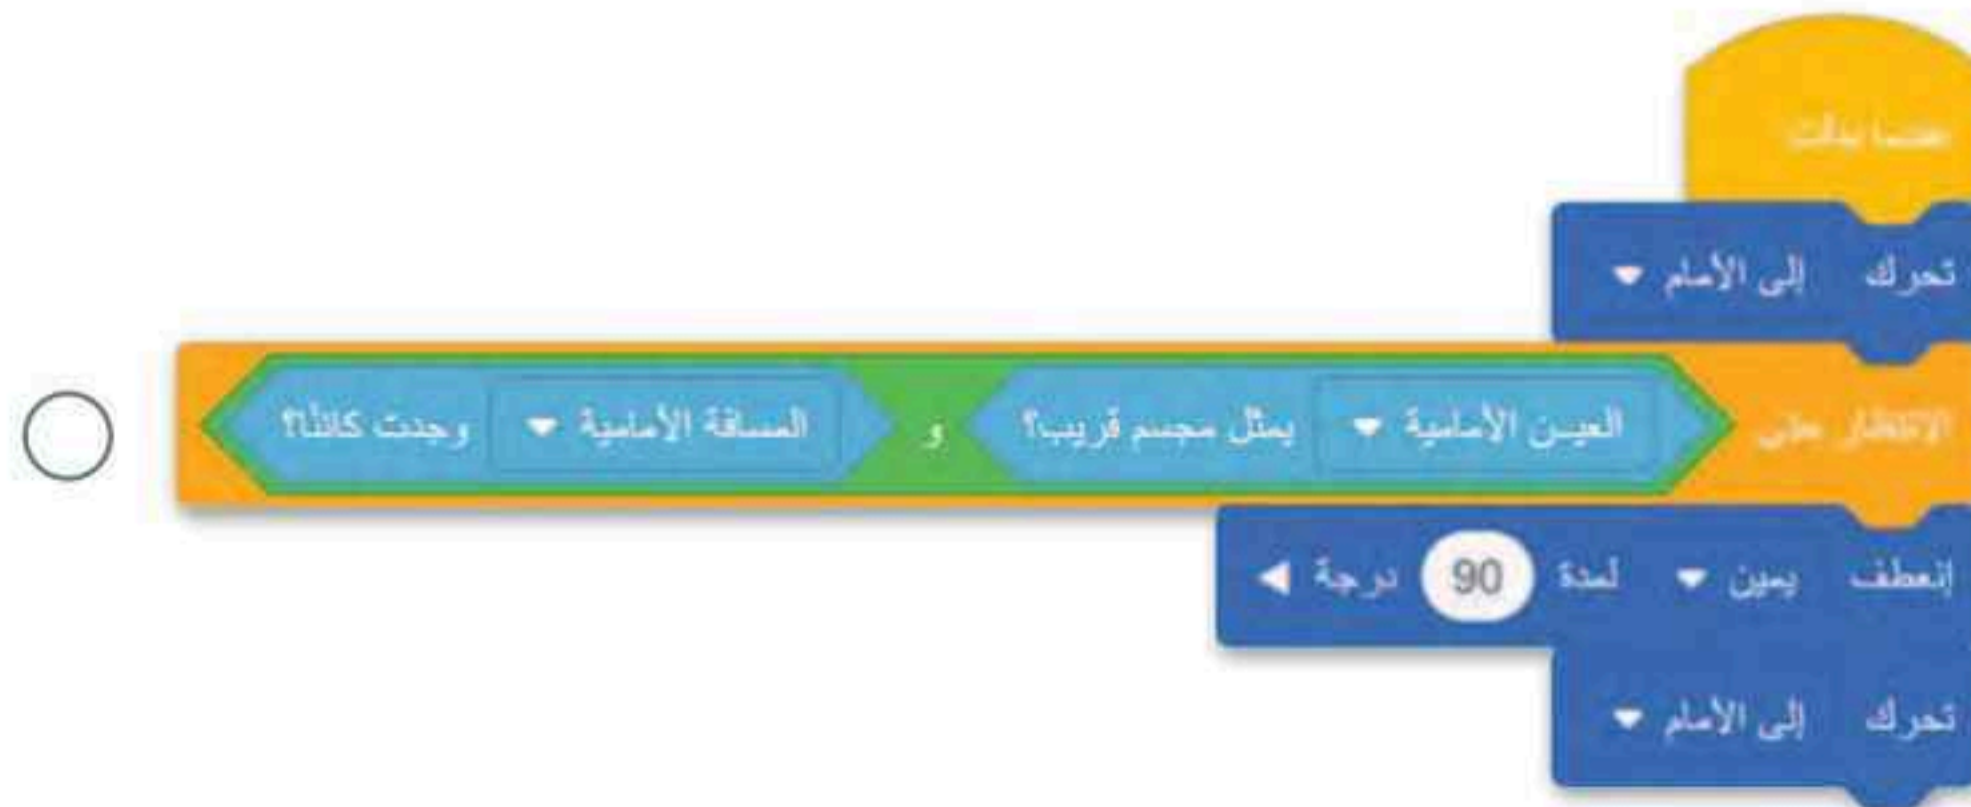 عندما بدأت
تحرك إلى الأمام
الانتظار حتى العين الأمامية يمثل مجسم قريب؟ و المسافة الأمامية وجدت كائنًا؟
إنعطف يمين لمدة 90 درجة
تحرك إلى الأمام